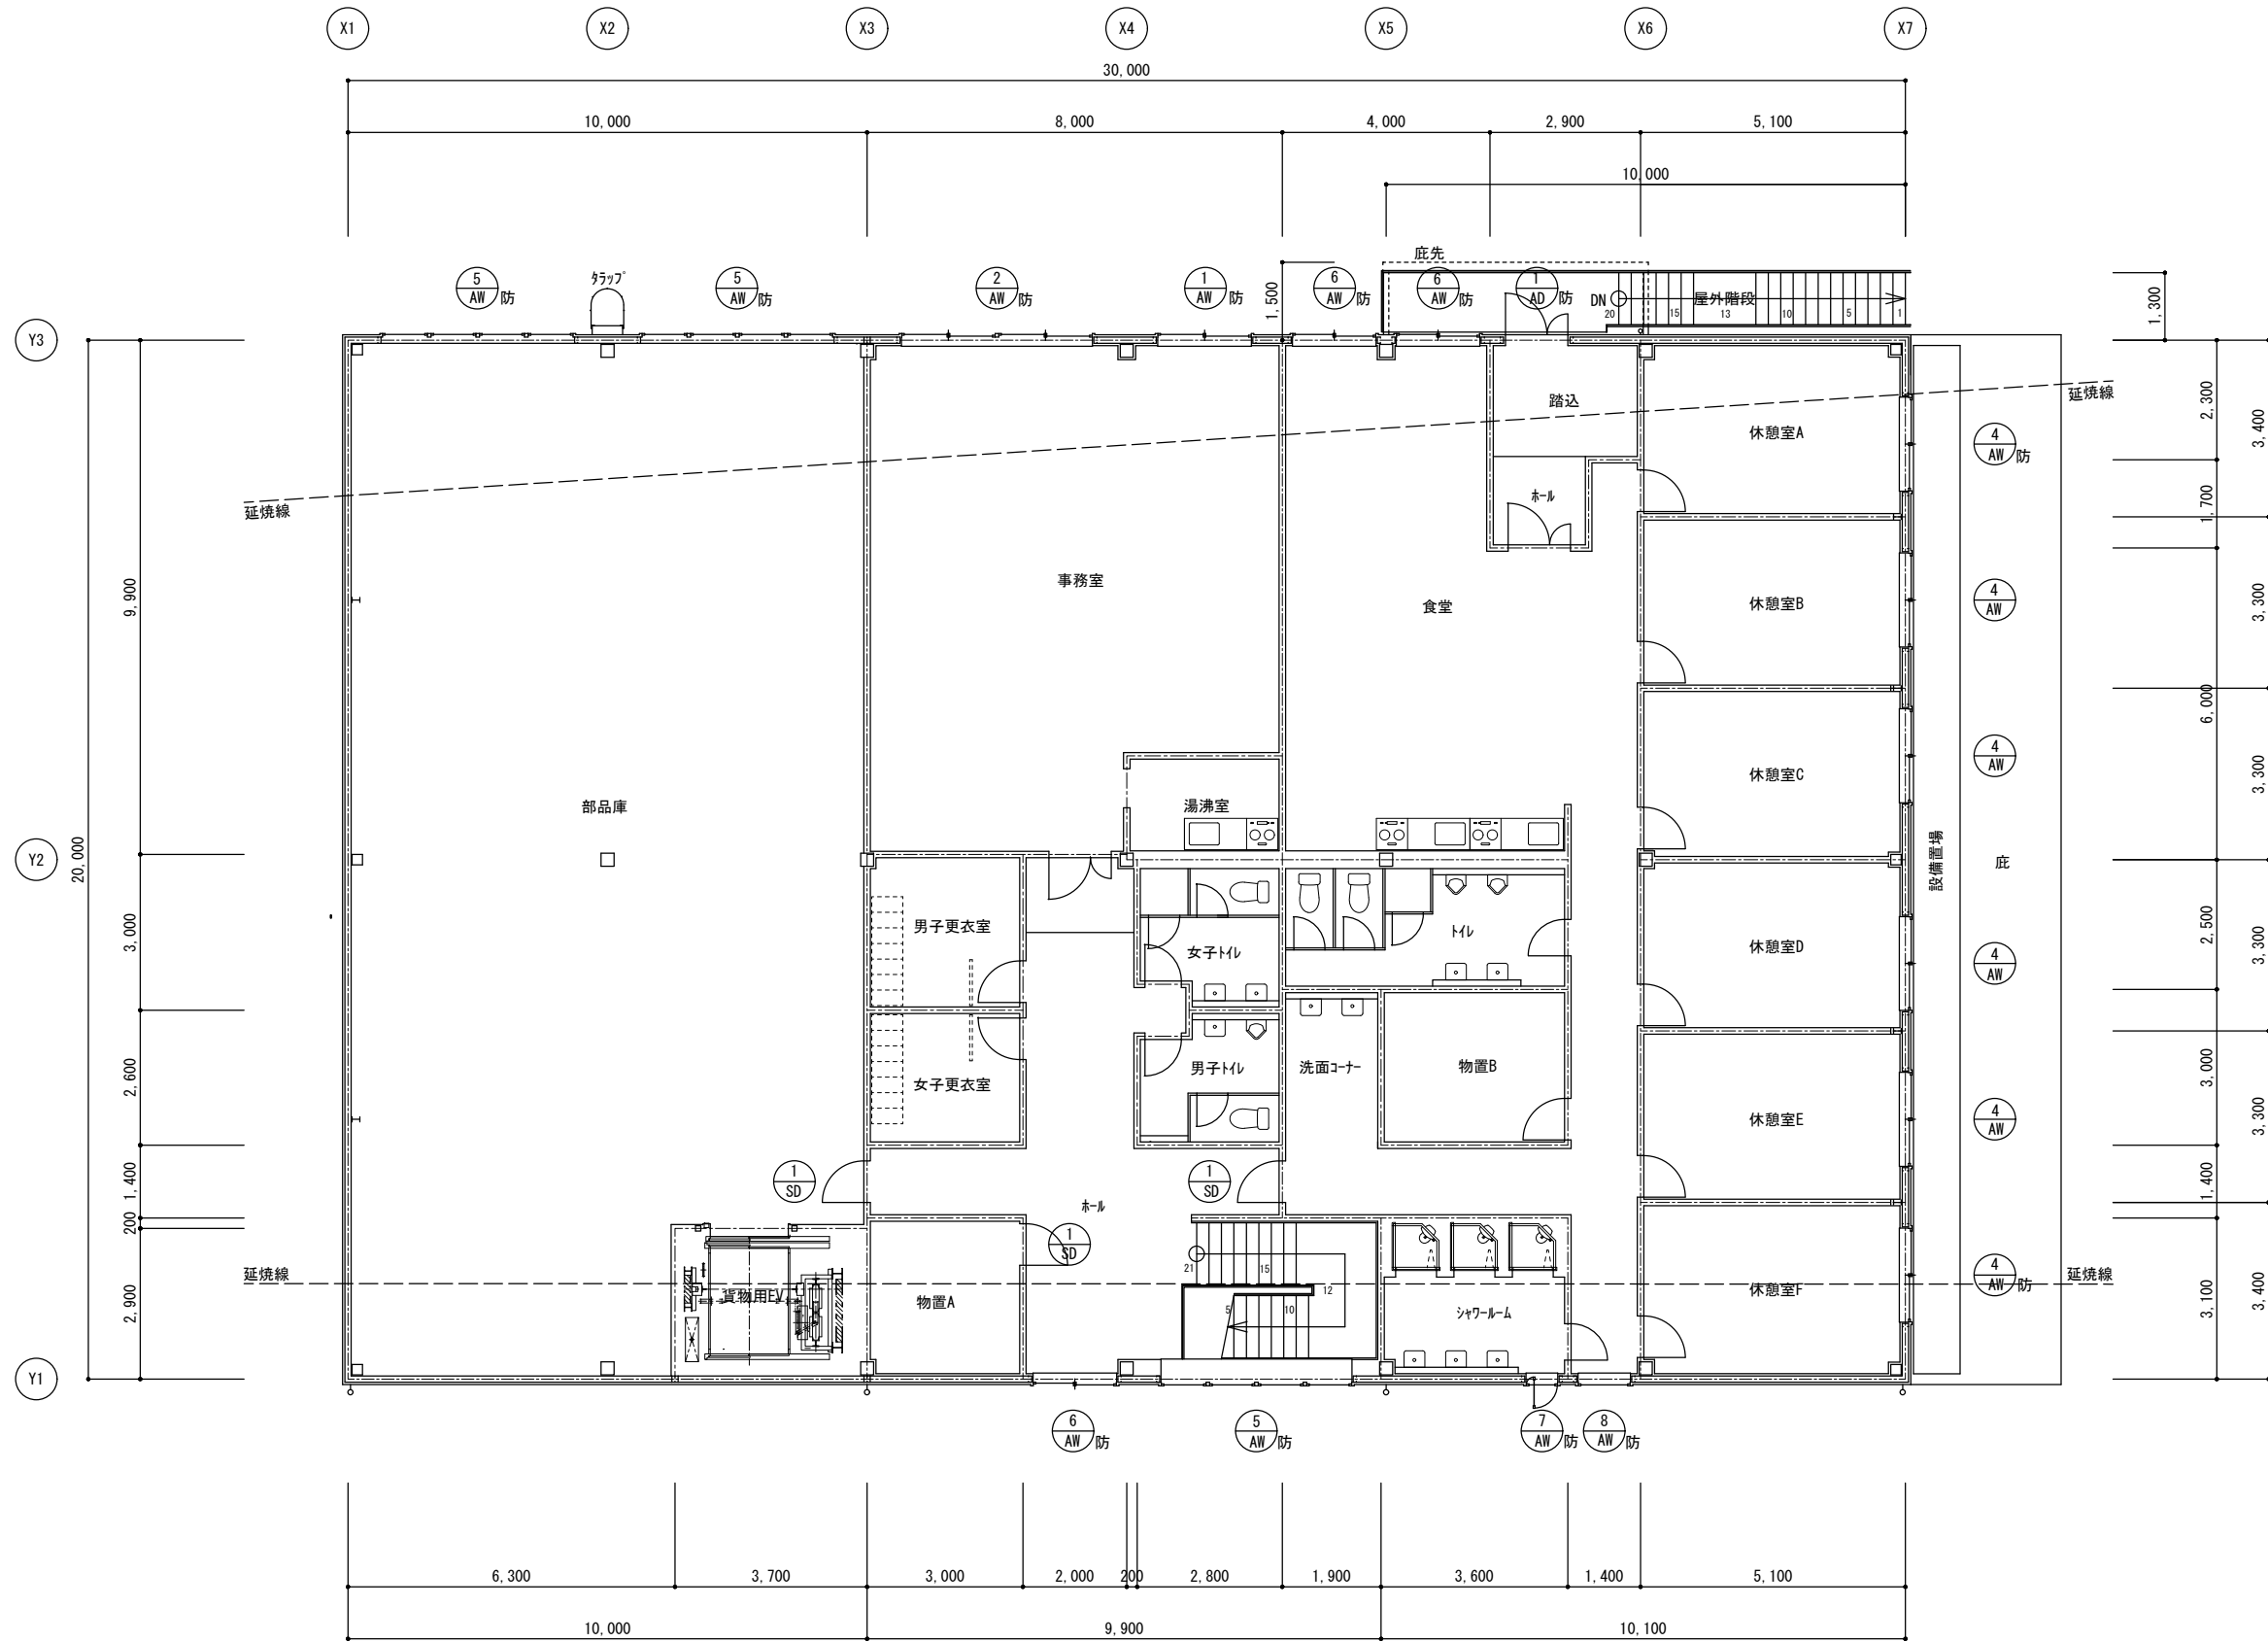 X1 X2 X3 X4 X5 X6 X7
30,000
10,000 8,000 4,000 2,900 5,100
10,000
庇先
5 AW 防
ﾀﾗｯﾌﾟ
5 AW 防
2 AW 防
1 AW 防
1,500
6 AW 防
6 AW 防
1 AD 防
DN
屋外階段
20 15 13 10 5 1
1,300
Y3
延焼線
踏込
休憩室A
4 AW 防
2,300
3,400
延焼線
ﾎｰﾙ
1,700
9,900
事務室
食堂
休憩室B
4 AW
3,300
6,000
部品庫
湯沸室
休憩室C
4 AW
3,300
設備置場
庇
Y2
20,000
3,000
男子更衣室
女子ﾄｲﾚ
ﾄｲﾚ
休憩室D
4 AW
2,500
3,300
2,600
女子更衣室
男子ﾄｲﾚ
洗面ｺｰﾅｰ
物置B
休憩室E
4 AW
3,000
3,300
1,400
1 SD
1 SD
ﾎｰﾙ
1,400
200
1 SD
21 15 12
5 10
延焼線
貨物用EV
物置A
ｼｬﾜｰﾙｰﾑ
休憩室F
4 AW 防
延焼線
2,900
3,100
3,400
Y1
6 AW 防
5 AW 防
7 AW 防
8 AW 防
6,300 3,700 3,000 2,000 200 2,800 1,900 3,600 1,400 5,100
10,000 9,900 10,100